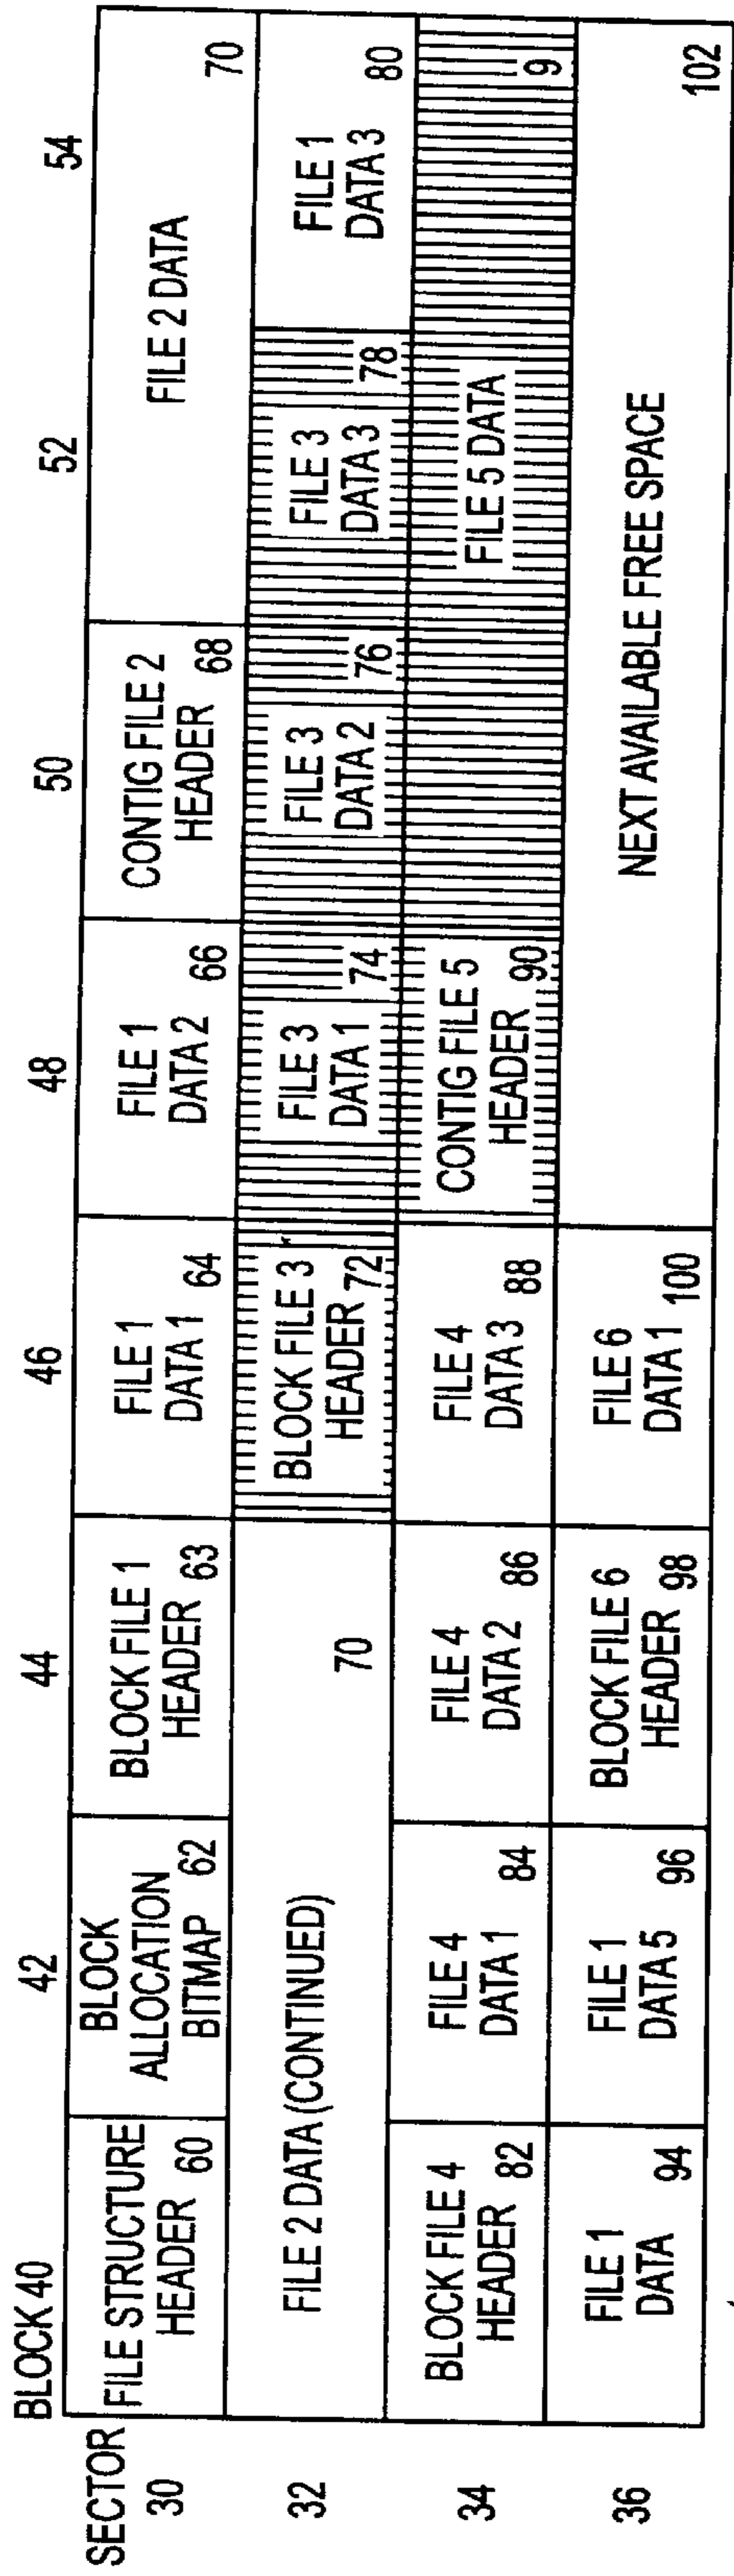 BLOCK 40 42 44 46 48 50 52 54
SECTOR
30
FILE STRUCTURE
HEADER 60
BLOCK
ALLOCATION
BITMAP 62
BLOCK FILE 1
HEADER 63
FILE 1
DATA 1 64
FILE 1
DATA 2 66
CONTIG FILE 2
HEADER 68
FILE 2 DATA
70
32
FILE 2 DATA (CONTINUED)
70
BLOCK FILE 3
HEADER 72
FILE 3
DATA 1 74
FILE 3
DATA 2 76
FILE 3
DATA 3 78
FILE 1
DATA 3 80
34
BLOCK FILE 4
HEADER 82
FILE 4
DATA 1 84
FILE 4
DATA 2 86
FILE 4
DATA 3 88
CONTIG FILE 5
HEADER 90
FILE 5 DATA
9
36
FILE 1
DATA 94
FILE 1
DATA 5 96
BLOCK FILE 6
HEADER 98
FILE 6
DATA 1 100
NEXT AVAILABLE FREE SPACE
102